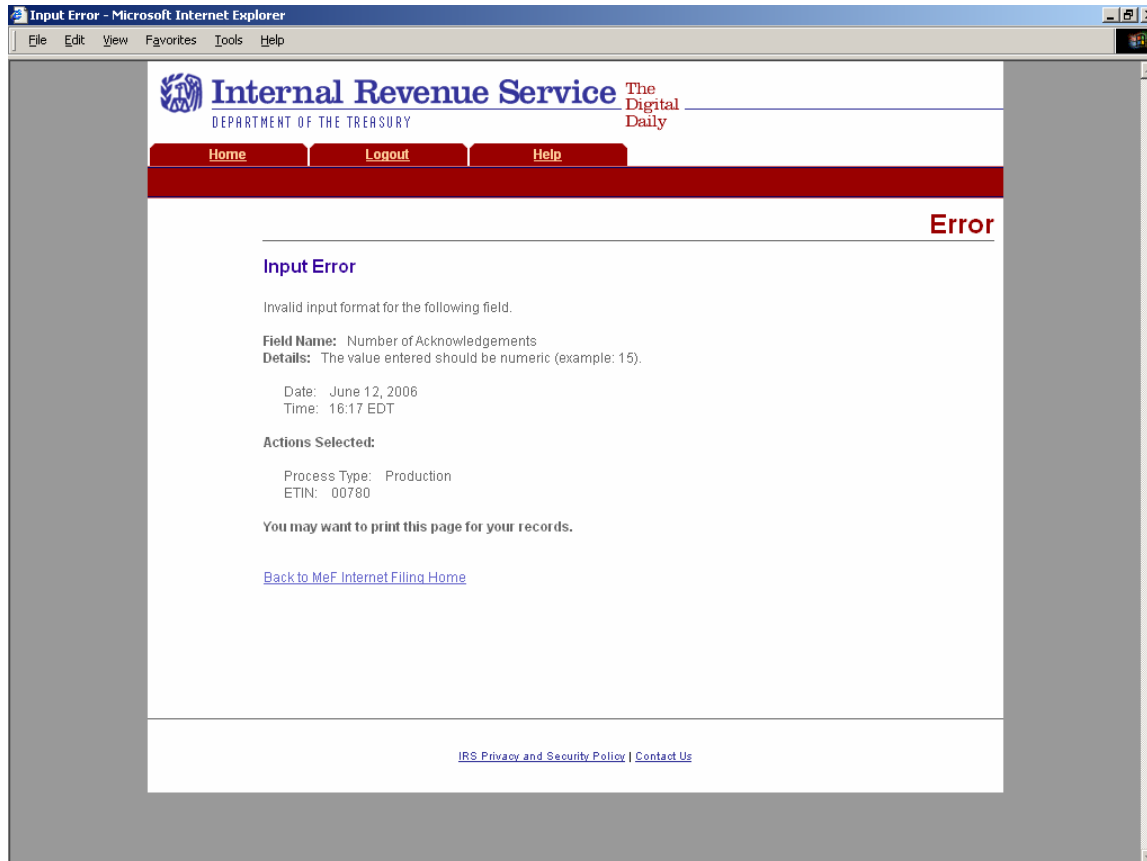 Input Error - Microsoft Internet Explorer
File Edit View Favorites Tools Help
Internal Revenue Service
DEPARTMENT OF THE TREASURY
The
Digital
Daily
Home Logout Help
Error
Input Error
Invalid input format for the following field.
Field Name: Number of Acknowledgements
Details: The value entered should be numeric (example: 15).
Date: June 12, 2006
Time: 16:17 EDT
Actions Selected:
Process Type: Production
ETIN: 00780
You may want to print this page for your records.
Back to MeF Internet Filing Home
IRS Privacy and Security Policy | Contact Us